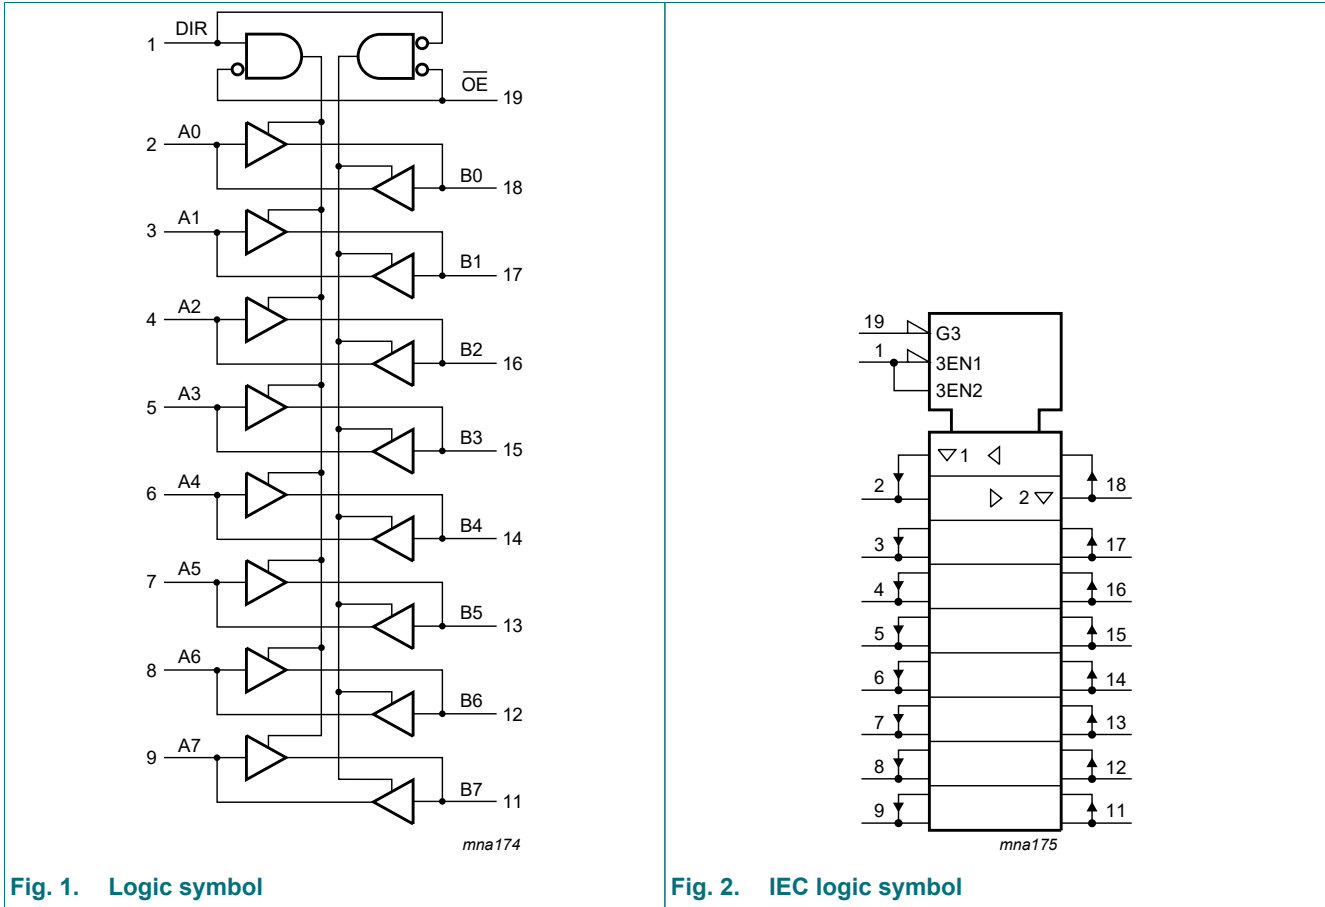 DIR
1
OE
19
A0
2
B0
18
A1
3
B1
17
A2
4
B2
16
A3
5
B3
15
A4
6
B4
14
A5
7
B5
13
A6
8
B6
12
A7
9
B7
11
mna174
Fig. 1. Logic symbol
19
G3
1
3EN1
3EN2
1
2
18
2
3
17
4
16
5
15
6
14
7
13
8
12
9
11
mna175
Fig. 2. IEC logic symbol